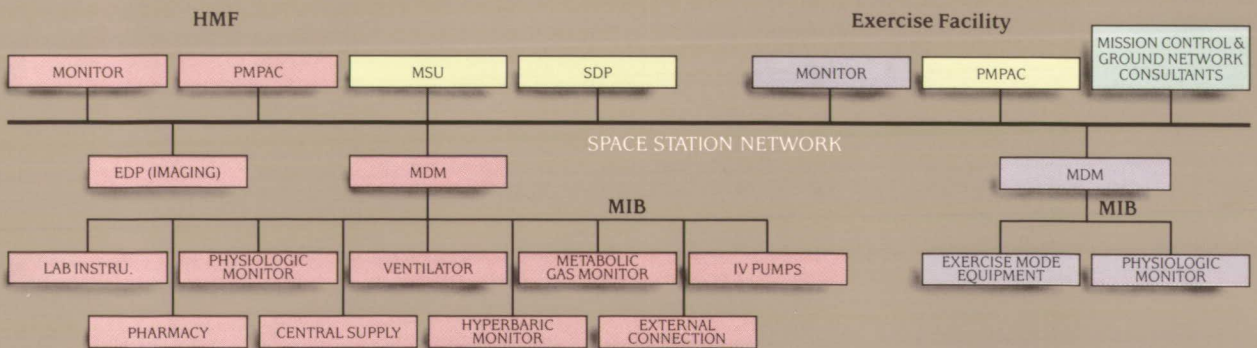 HMF
Exercise Facility
MONITOR
PMPAC
MSU
SDP
MONITOR
PMPAC
MISSION CONTROL &
GROUND NETWORK
CONSULTANTS
SPACE STATION NETWORK
EDP (IMAGING)
MDM
MDM
MIB
MIB
LAB INSTRU.
PHYSIOLOGIC
MONITOR
VENTILATOR
METABOLIC
GAS MONITOR
IV PUMPS
EXERCISE MODE
EQUIPMENT
PHYSIOLOGIC
MONITOR
PHARMACY
CENTRAL SUPPLY
HYPERBARIC
MONITOR
EXTERNAL
CONNECTION